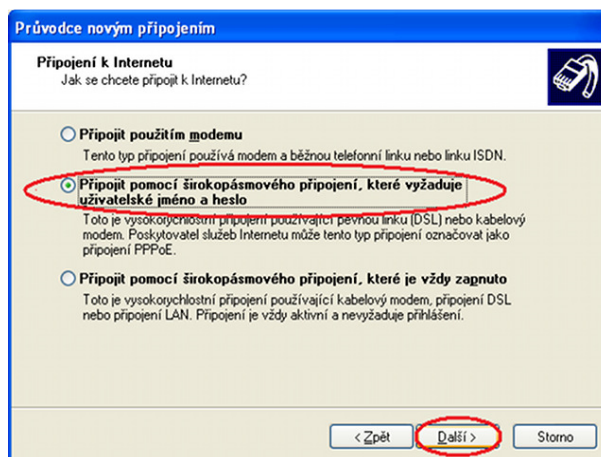 Průvodce novým připojením
Připojení k Internetu
Jak se chcete připojit k Internetu?
Připojit použitím modemu
Tento typ připojení používá modem a běžnou telefonní linku nebo linku ISDN.
Připojit pomocí širokopásmového připojení, které vyžaduje
uživatelské jméno a heslo
Toto je vysokorychlostní připojení používající pevnou linku (DSL) nebo kabelový
modem. Poskytovatel služeb Internetu může tento typ připojení označovat jako
připojení PPPoE.
Připojit pomocí širokopásmového připojení, které je vždy zapnuto
Toto je vysokorychlostní připojení používající kabelový modem, připojení DSL
nebo připojení LAN. Připojení je vždy aktivní a nevyžaduje přihlášení.
< Zpět Další > Storno